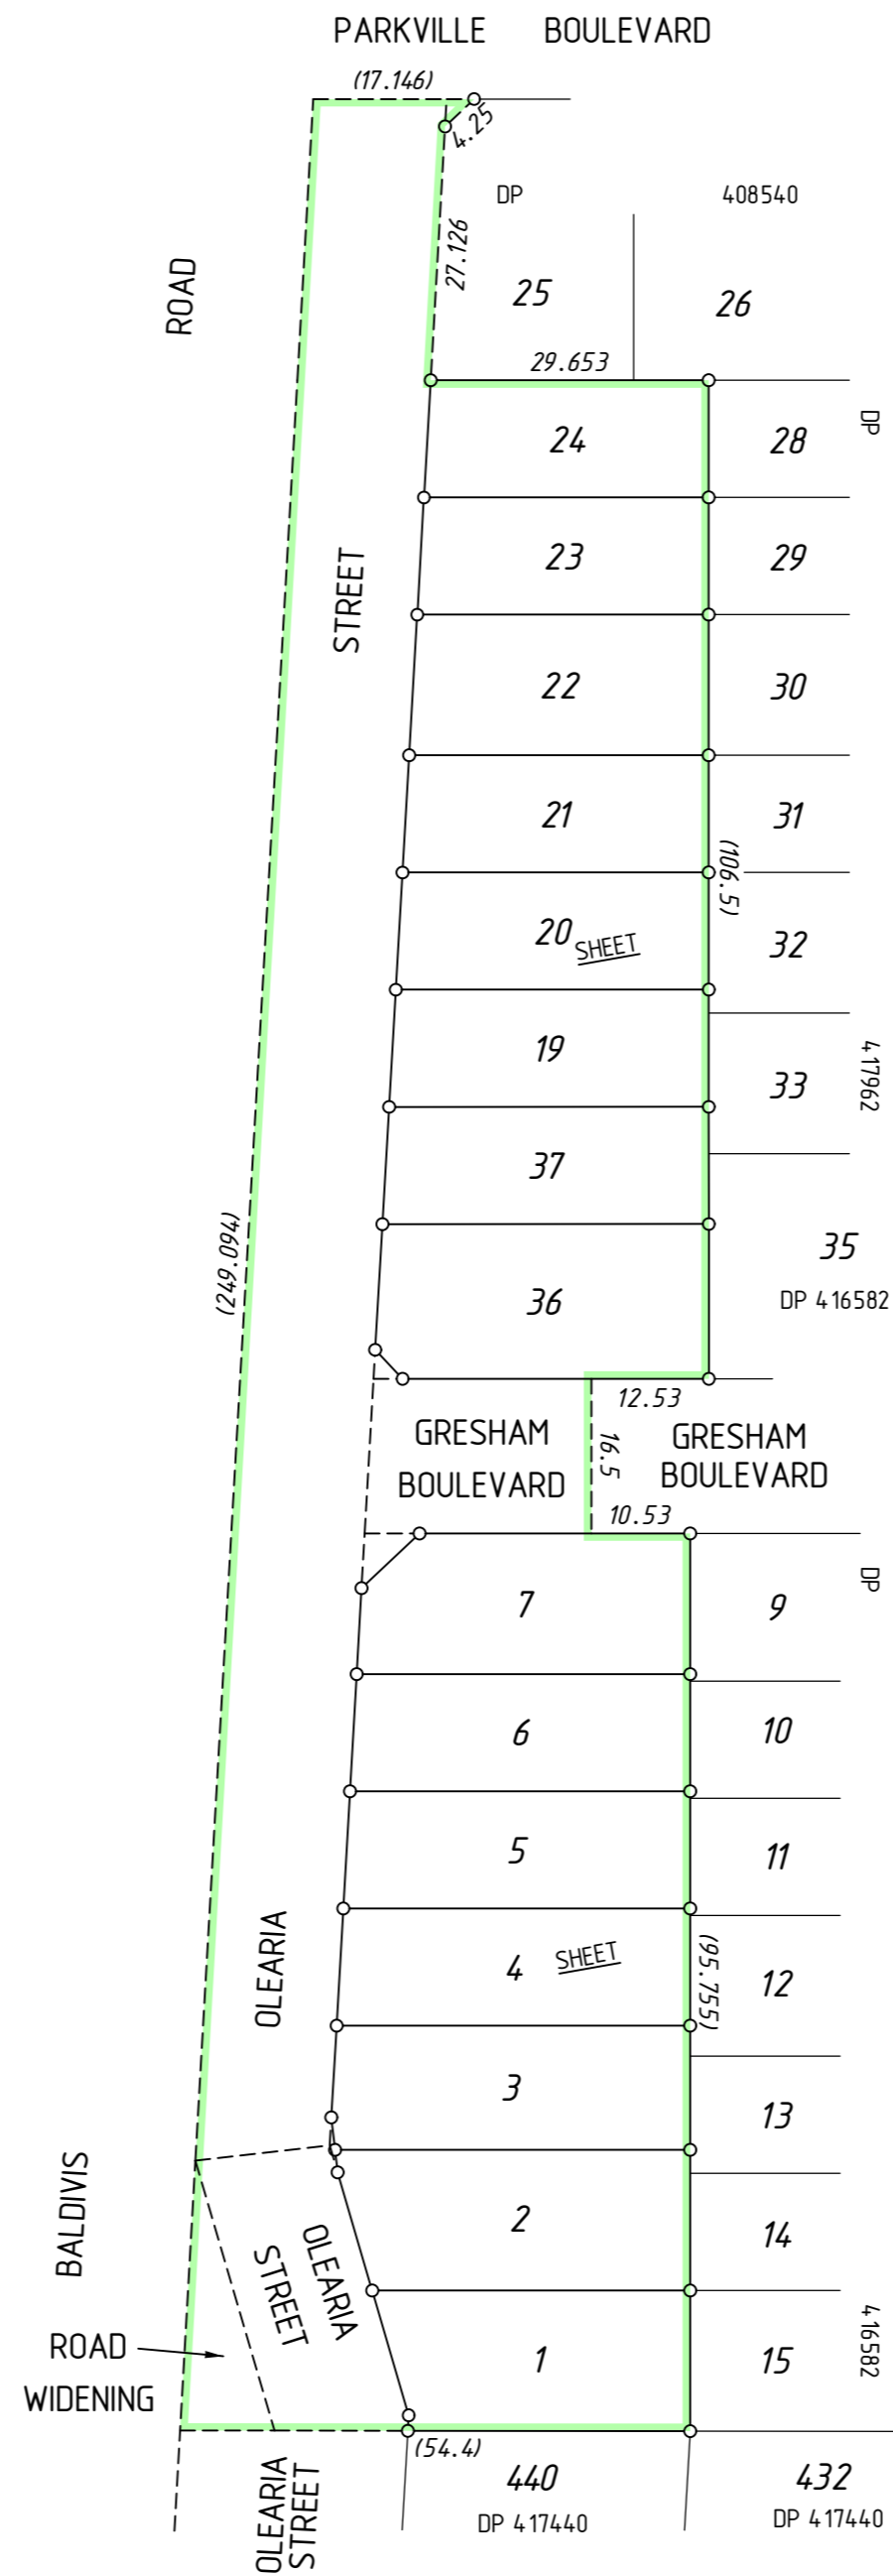 PARKVILLE BOULEVARD
(17.146)
4.25
DP 408540
27.126
ROAD
25
26
29.653
24
28
DP
23
29
STREET
22
30
21
31
(106.5)
20
SHEET
32
19
33
417962
37
35
(249.094)
36
DP 416582
12.53
GRESHAM
BOULEVARD
16.5
GRESHAM
BOULEVARD
10.53
7
9
DP
6
10
5
11
OLEARIA
4
SHEET
(95.755)
12
3
13
BALDIVIS
2
14
OLEARIA
STREET
ROAD
WIDENING
1
15
416582
(54.4)
OLEARIA
STREET
440
DP 417440
432
DP 417440